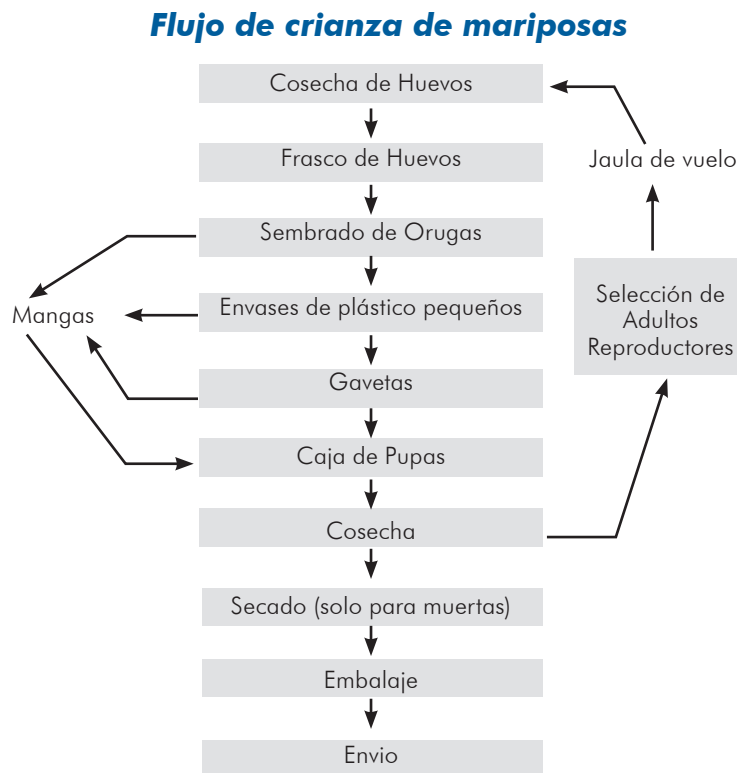 Flujo de crianza de mariposas
Cosecha de Huevos
Frasco de Huevos
Jaula de vuelo
Sembrado de Orugas
Mangas
Envases de plástico pequeños
Selección de
Adultos
Reproductores
Gavetas
Caja de Pupas
Cosecha
Secado (solo para muertas)
Embalaje
Envio